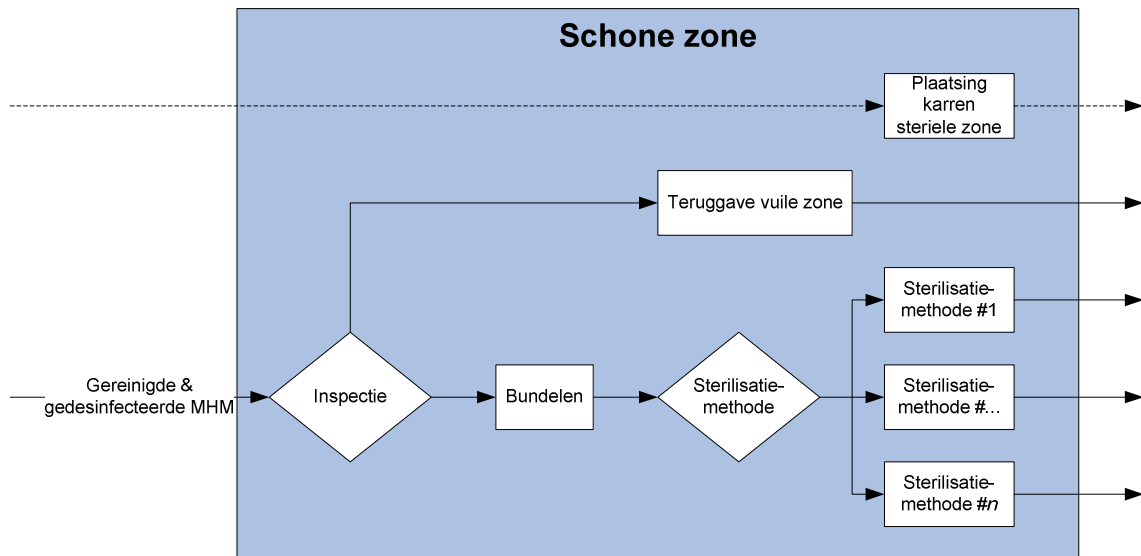 Schone zone
Plaatsing
karren
steriele zone
Teruggave vuile zone
Sterilisatie-
methode #1
Gereinigde &
gedesinfecteerde MHM
Inspectie
Bundelen
Sterilisatie-
methode
Sterilisatie-
methode #...
Sterilisatie-
methode #n